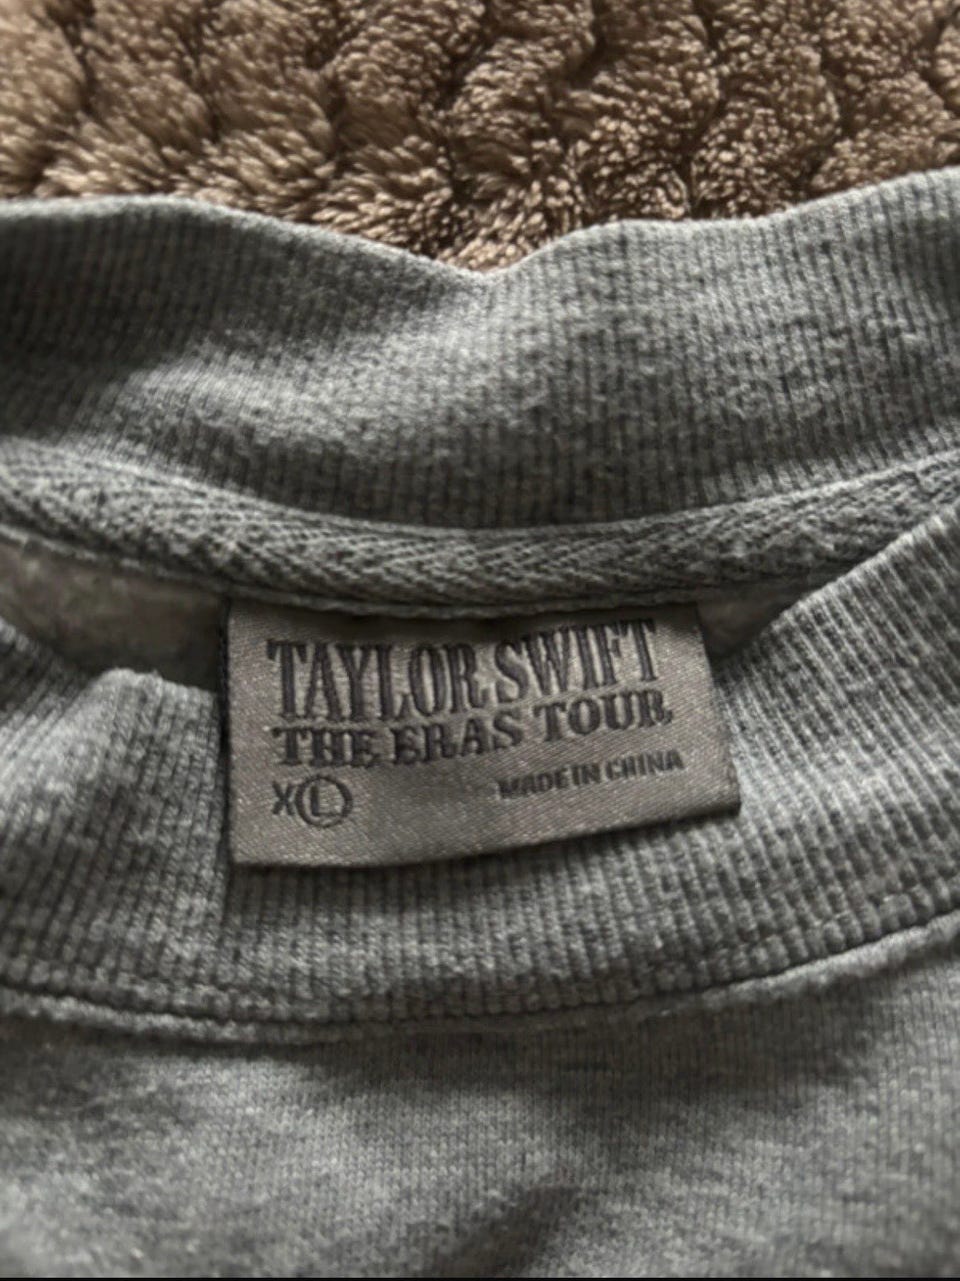 TAYLOR SWIFT
THE ERAS TOUR
XⓁ MADE IN CHINA